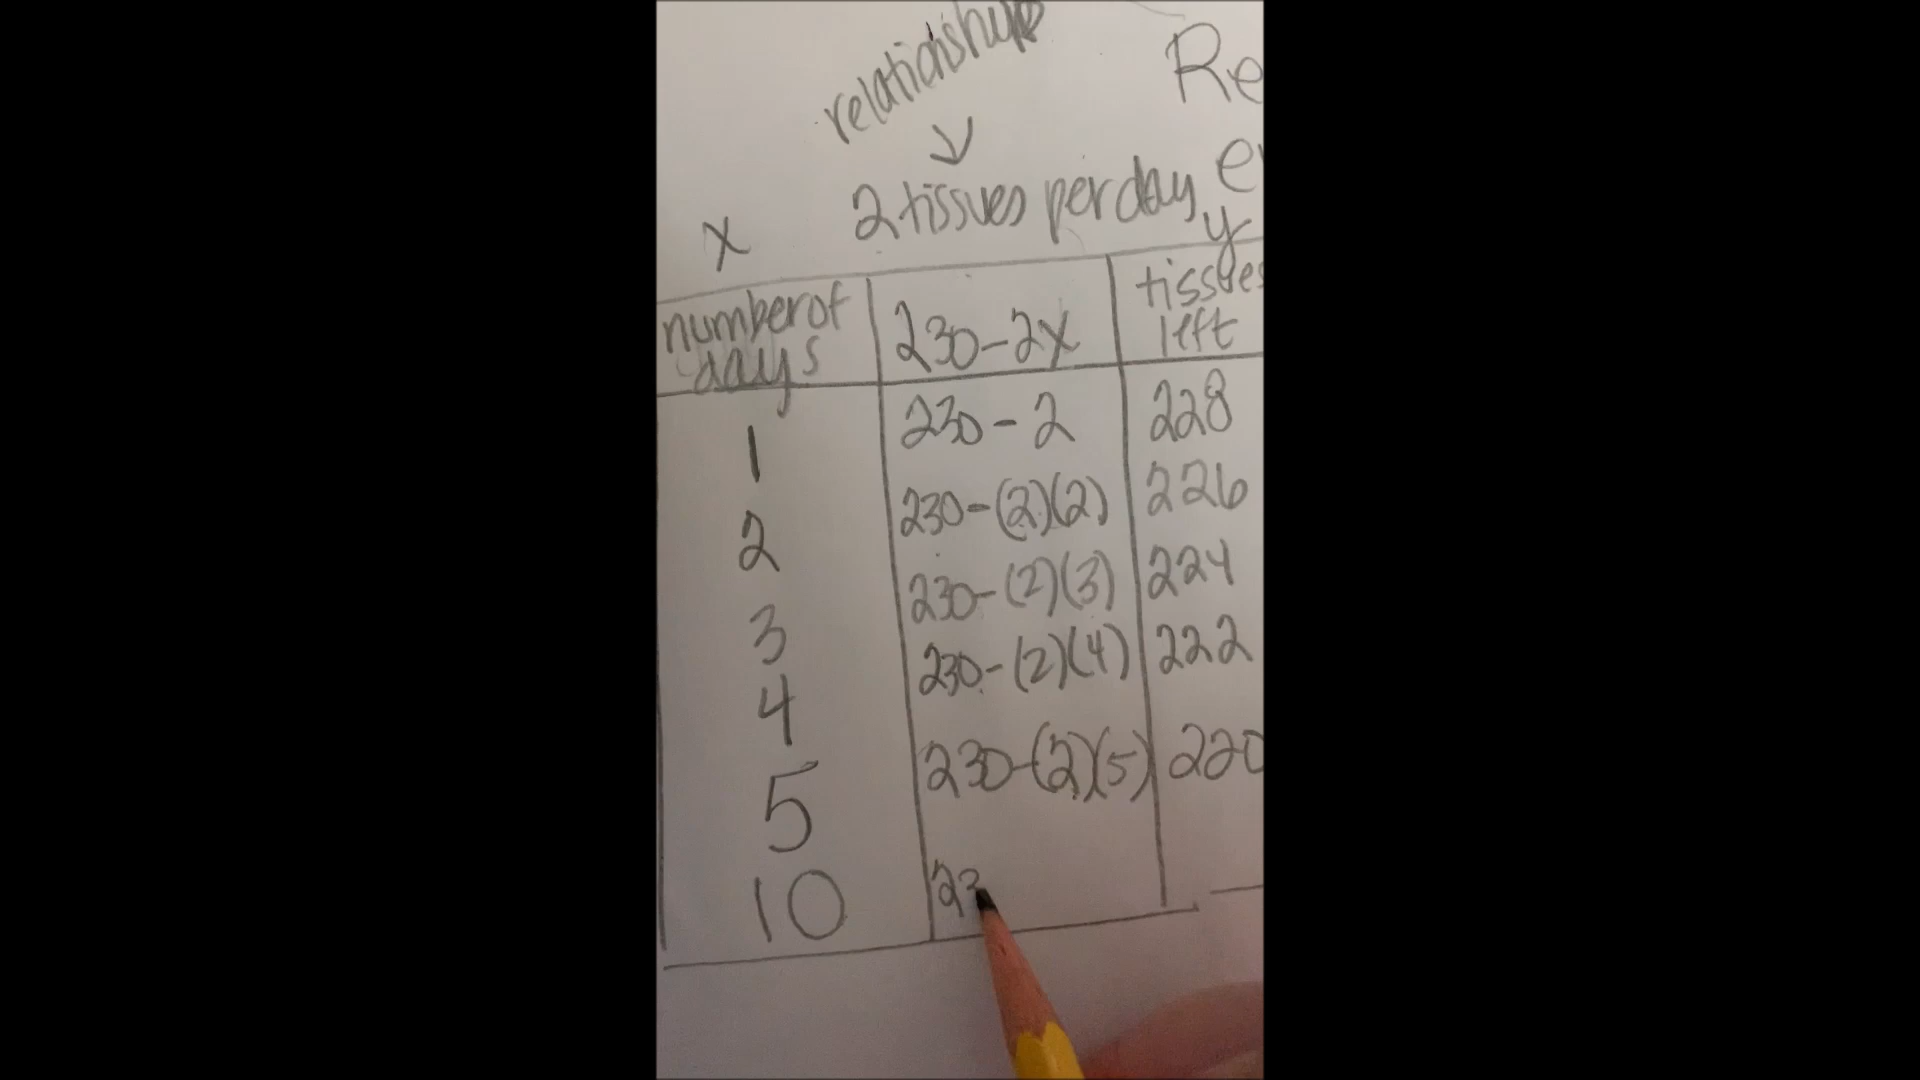 relationship
Re
2 tissues per day
x
y
number of days
230-2x
tissues left
1
230-2
228
2
230-(2)(2)
226
3
230-(2)(3)
224
4
230-(2)(4)
222
5
230-(2)(5)
220
10
23